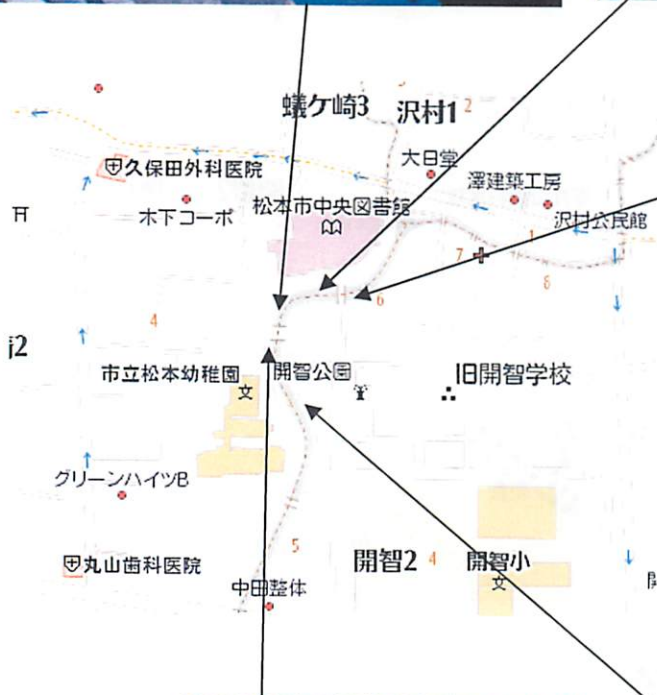 蟻ケ崎3
沢村1
2
大日堂
久保田外科医院
澤建築工房
木下コーポ
松本市中央図書館
沢村公民館
1
7
6
8
4
市立松本幼稚園
文
開智公園
旧開智学校
グリーンハイツB
5
丸山歯科医院
開智2
4
開智小
文
中田整体